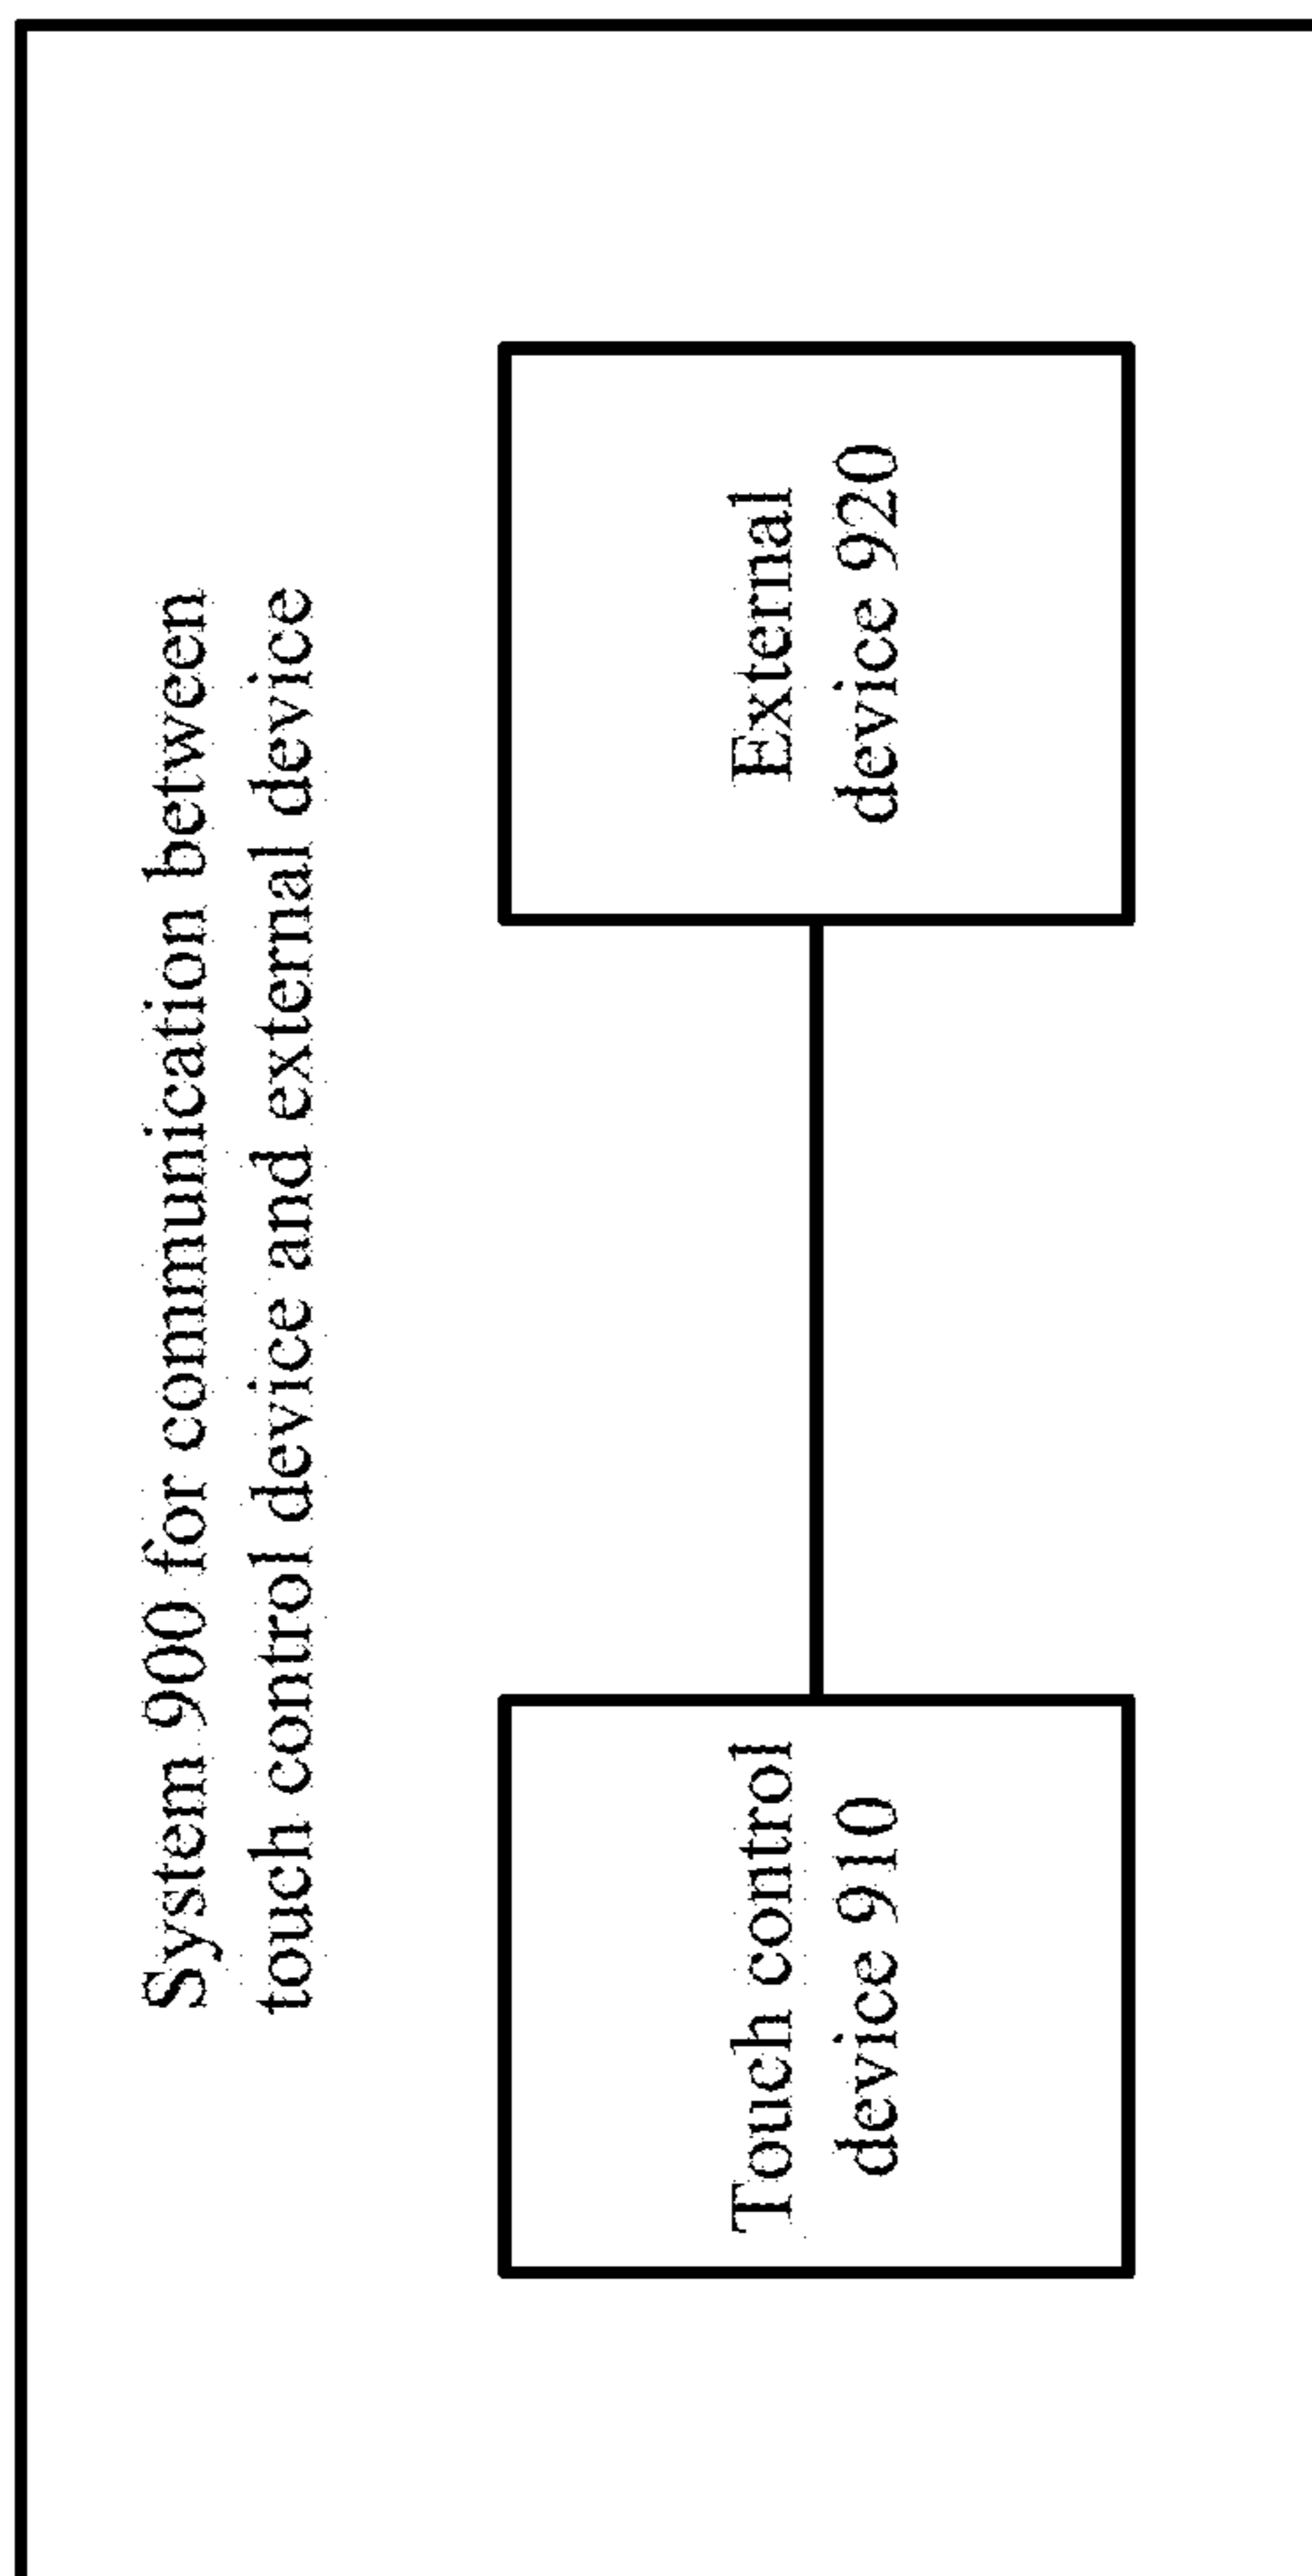 System 900 for communication between
touch control device and external device
Touch control
device 910
External
device 920